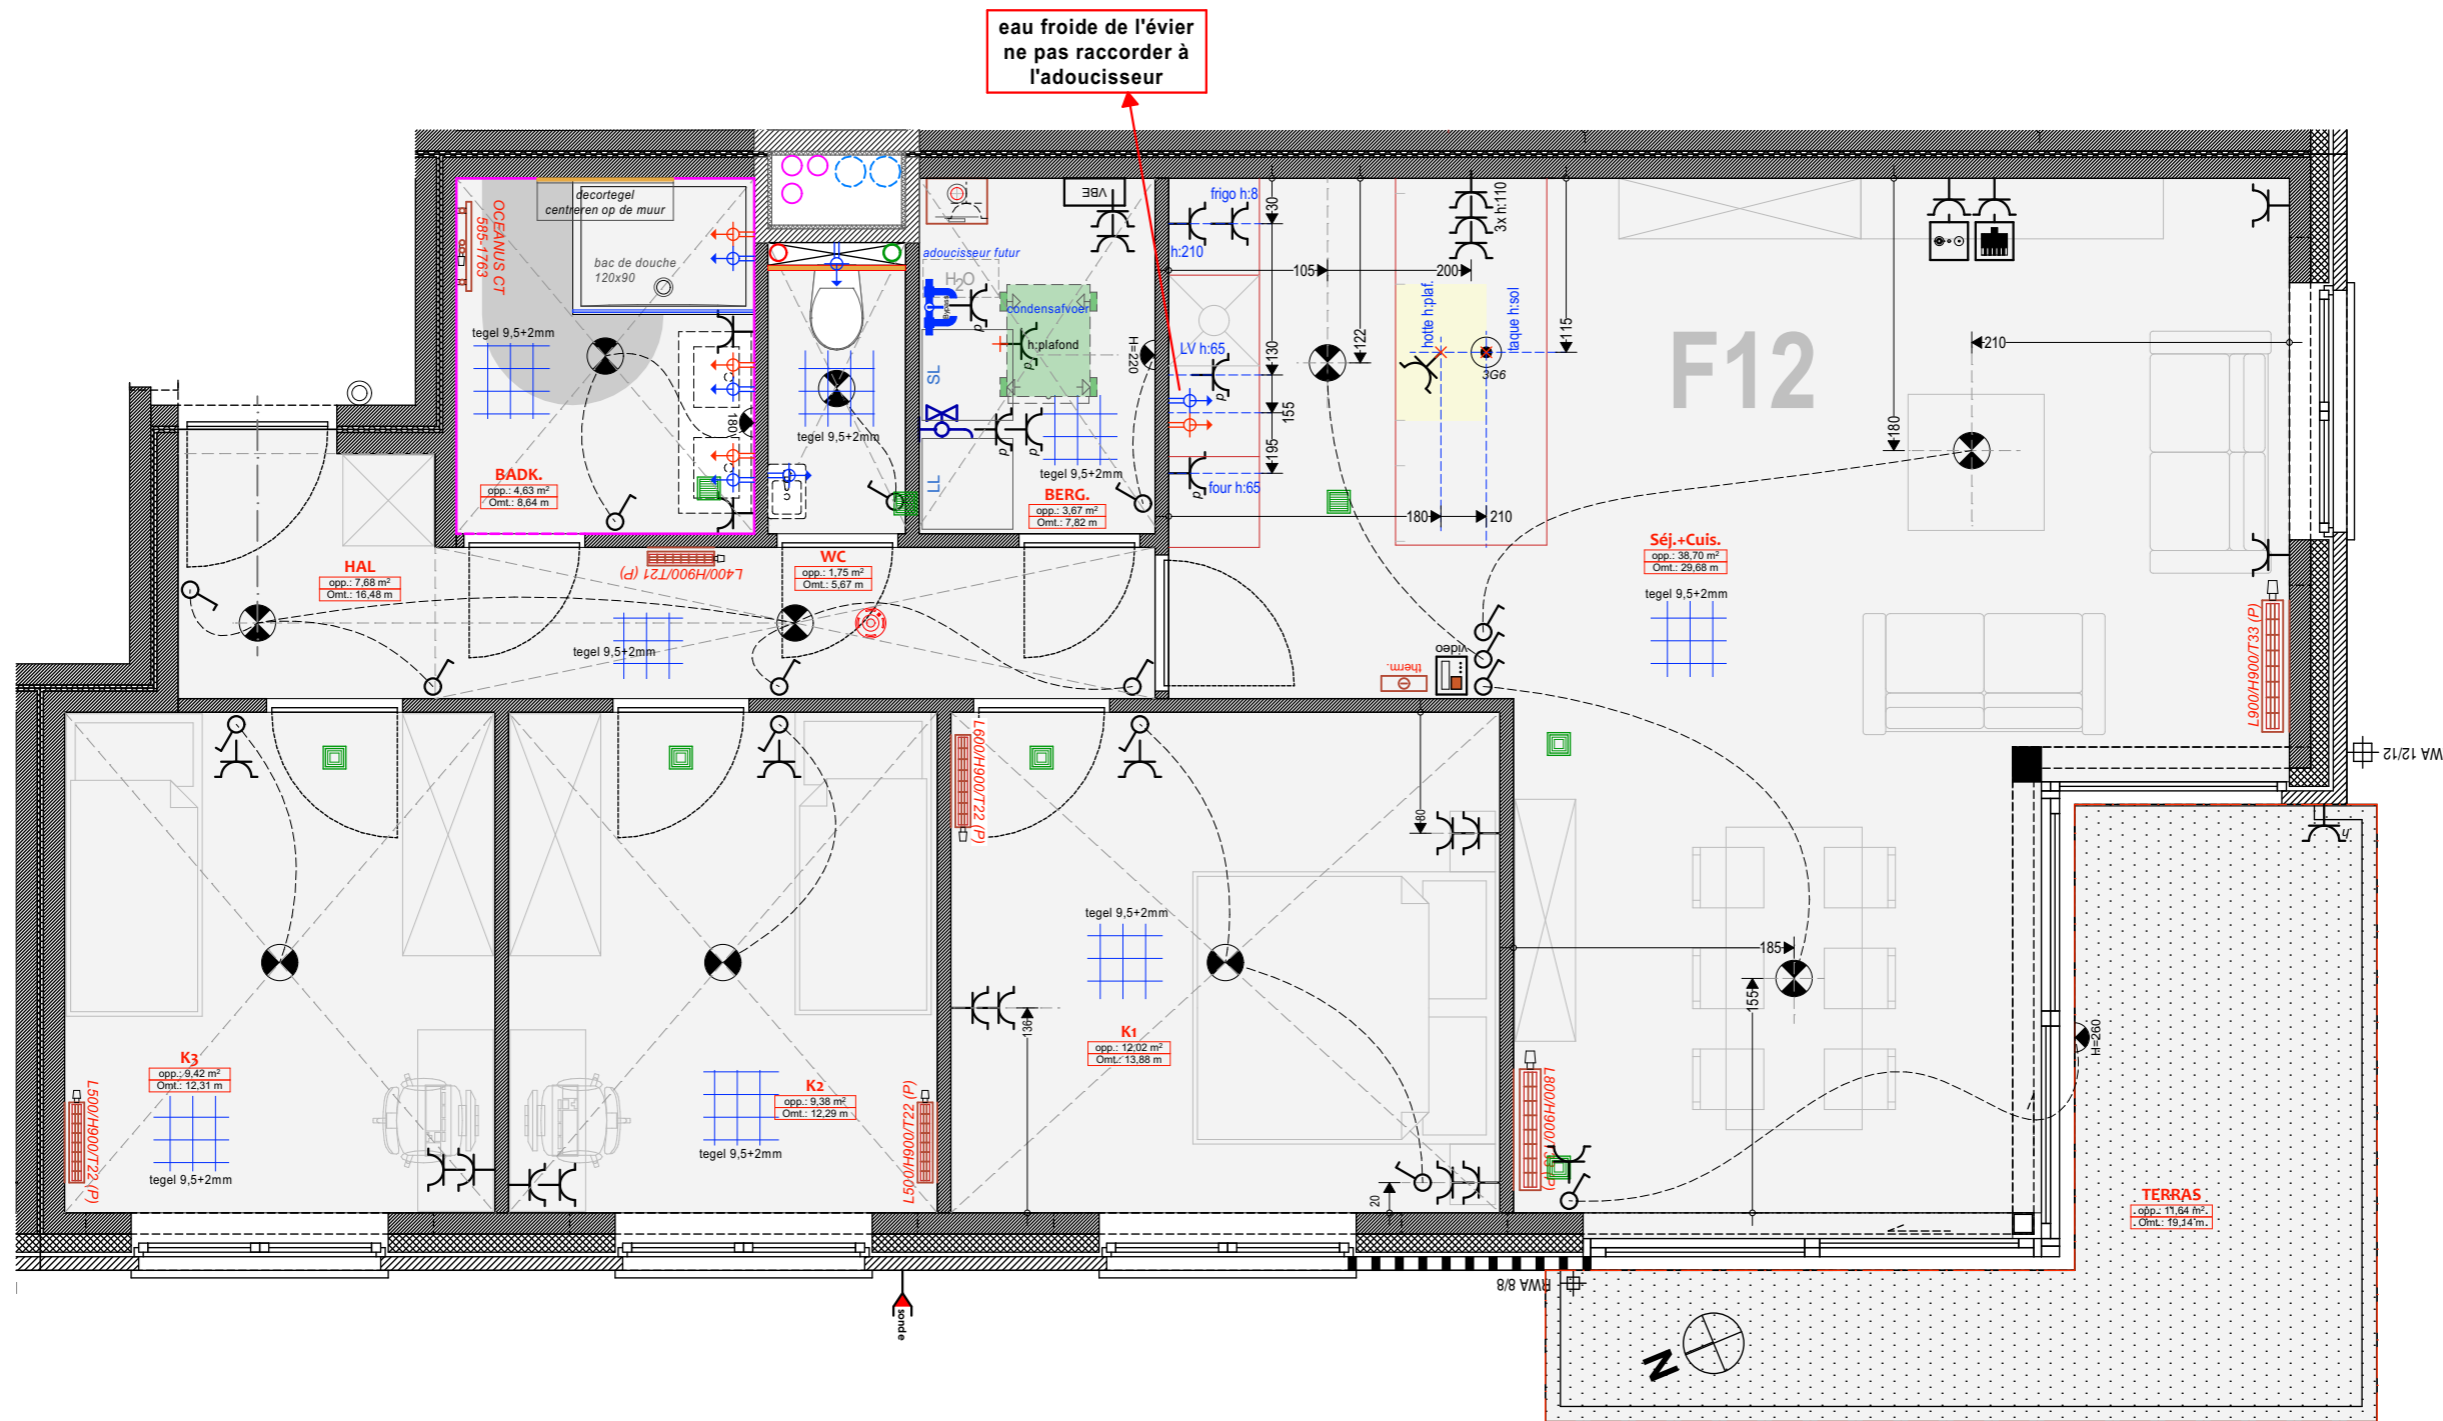 eau froide de l'évier
ne pas raccorder à
l'adoucisseur
decortegel
centreren op de muur
OCEANUS CT
585-1763
bac de douche
120x90
tegel 9,5+2mm
180
BADK.
opp.: 4,63 m²
Omt.: 8,64 m
tegel 9,5+2mm
WC
opp.: 1,75 m²
Omt.: 5,67 m
VBE
adoucisseur futur
H2O
condensafvoer
h:plafond
H=220
SL
LL
d
d
d
d
tegel 9,5+2mm
BERG.
opp.: 3,67 m²
Omt.: 7,82 m
frigo h:8
h:210
30
105
200
3x h:110
LV h:65
d
130
155
195
four h:65
d
122
hotte h:plaf.
taque h:sol
3G6
115
180
210
F12
210
180
Séj.+Cuis.
opp.: 38,70 m²
Omt.: 29,68 m
tegel 9,5+2mm
HAL
opp.: 7,68 m²
Omt.: 16,48 m
L400/H900/T21 (P)
tegel 9,5+2mm
therm.
video
L900/H900/T33 (P)
WA 12/12
L600/H900/T22 (P)
80
h
tegel 9,5+2mm
185
155
136
K1
opp.: 12,02 m²
Omt.: 13,88 m
H=260
K3
opp.: 9,42 m²
Omt.: 12,31 m
L500/H900/T22 (P)
tegel 9,5+2mm
K2
opp.: 9,38 m²
Omt.: 12,29 m
tegel 9,5+2mm
L500/H900/T22 (P)
20
TERRAS
opp.: 11,64 m²
Omt.: 19,14 m
RWA 8/8
sonde
N